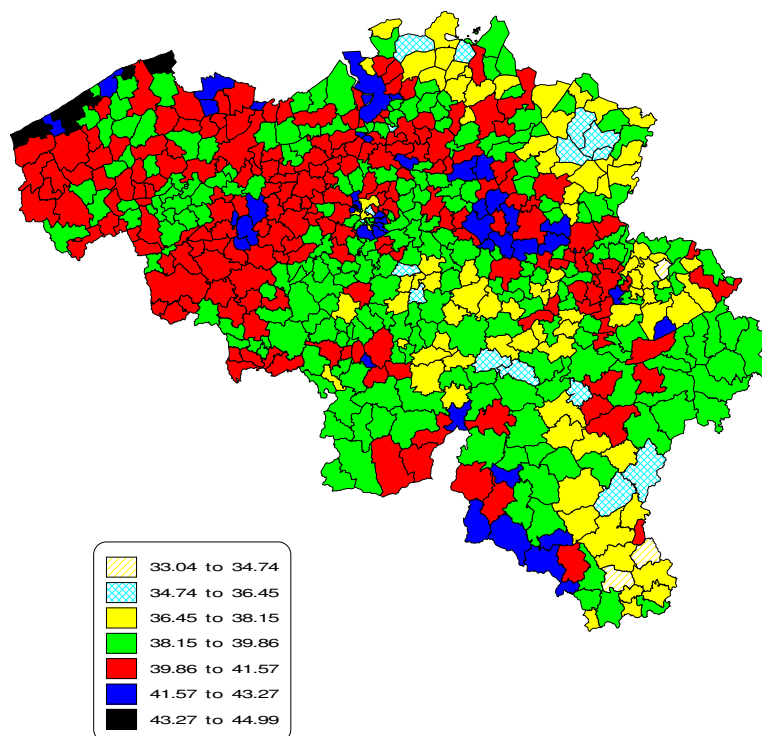 33.04 to 34.74
34.74 to 36.45
36.45 to 38.15
38.15 to 39.86
39.86 to 41.57
41.57 to 43.27
43.27 to 44.99